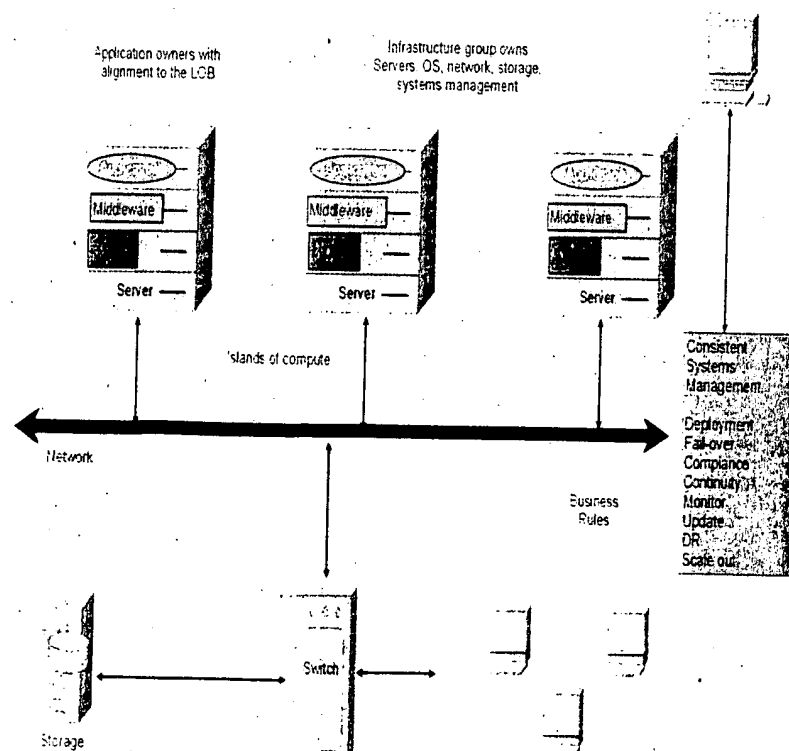 Application owners with
alignment to the LOB
Infrastructure group owns
Servers, OS, network, storage,
systems management
Middleware
Server
Middleware
Server
Middleware
Server
Islands of compute
Network
Business
Rules
Consistent
Systems
Management
Deployment
Fail-over
Compliance
Continuity
Monitor
Update
DR
Scale out
Switch
Storage